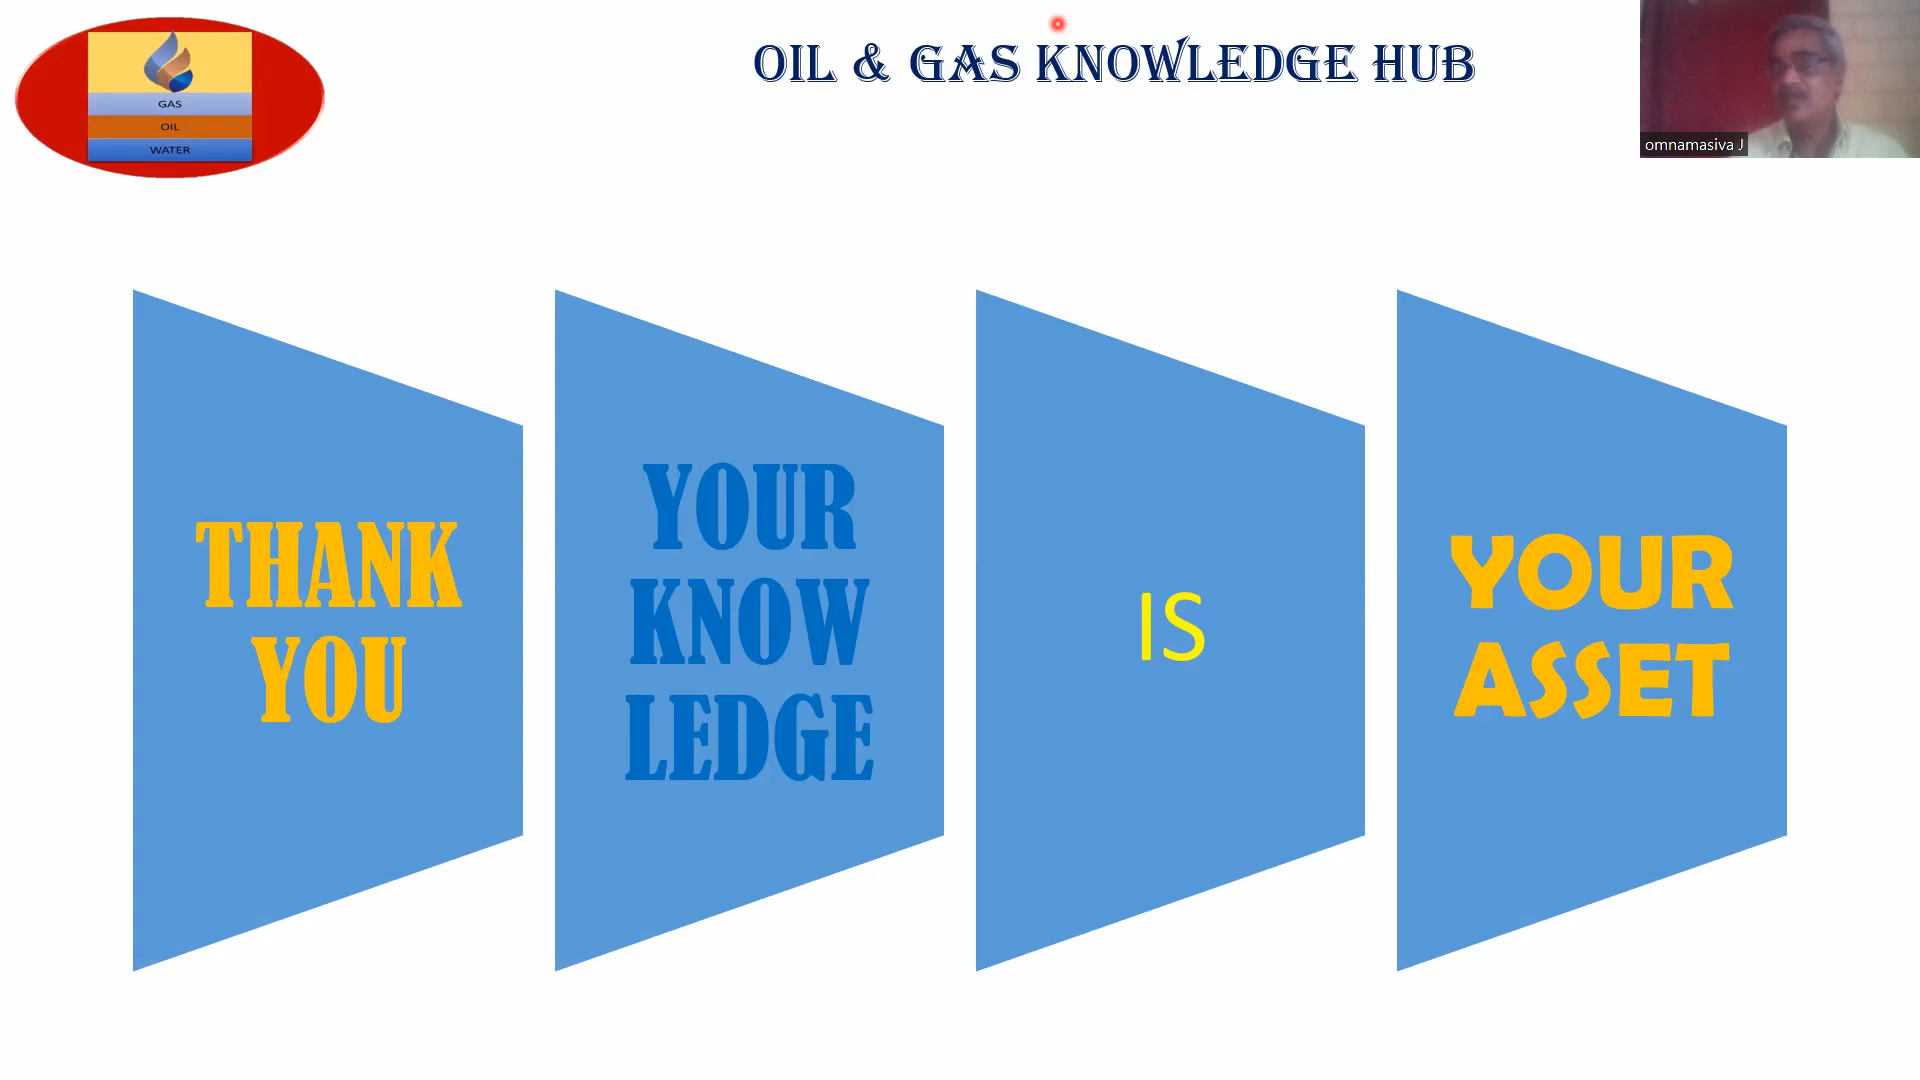 OIL & GAS KNOWLEDGE HUB
GAS
OIL
WATER
omnamasiva J
THANK
YOU
YOUR
KNOW
LEDGE
IS
YOUR
ASSET